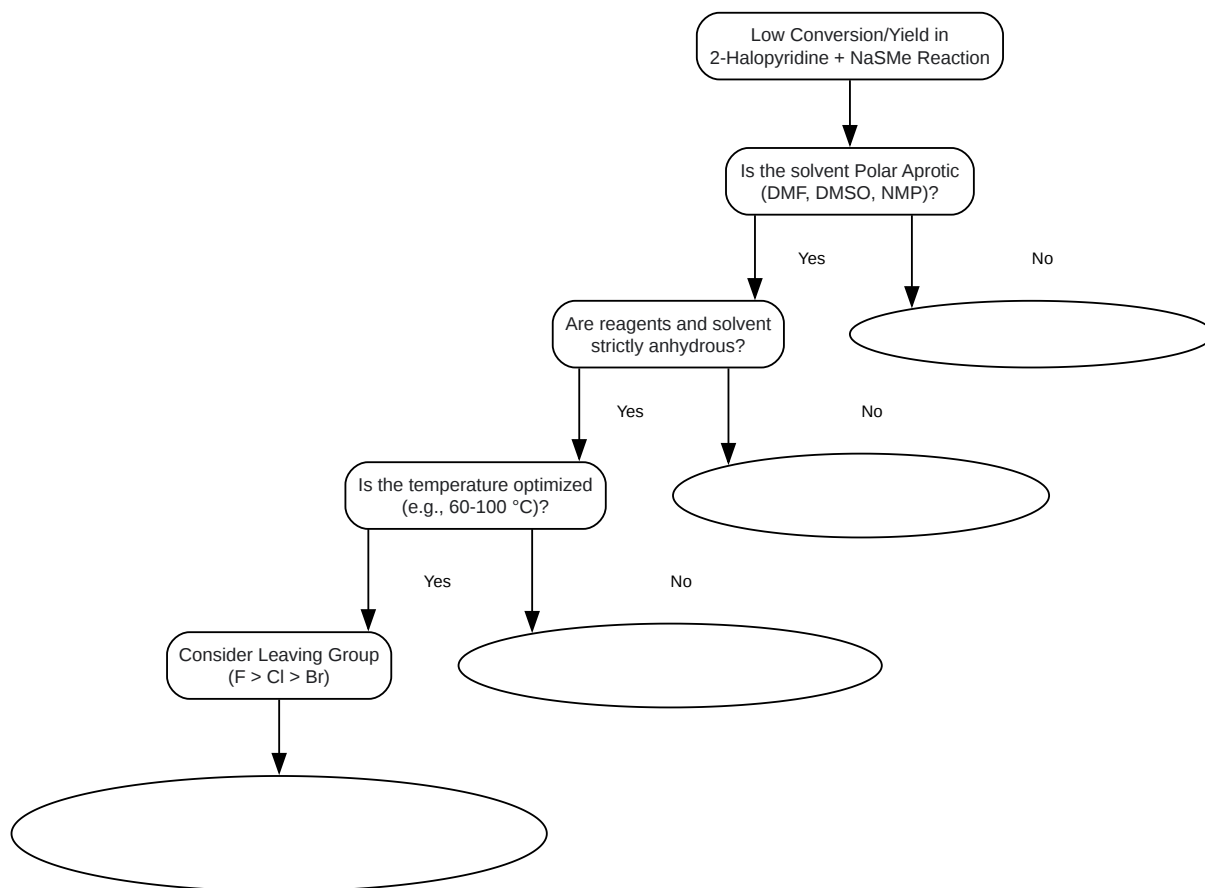 Low Conversion/Yield in
2-Halopyridine + NaSMe Reaction
Is the solvent Polar Aprotic
(DMF, DMSO, NMP)?
Yes
No
Are reagents and solvent
strictly anhydrous?
Yes
No
Is the temperature optimized
(e.g., 60-100 °C)?
Yes
No
Consider Leaving Group
(F > Cl > Br)